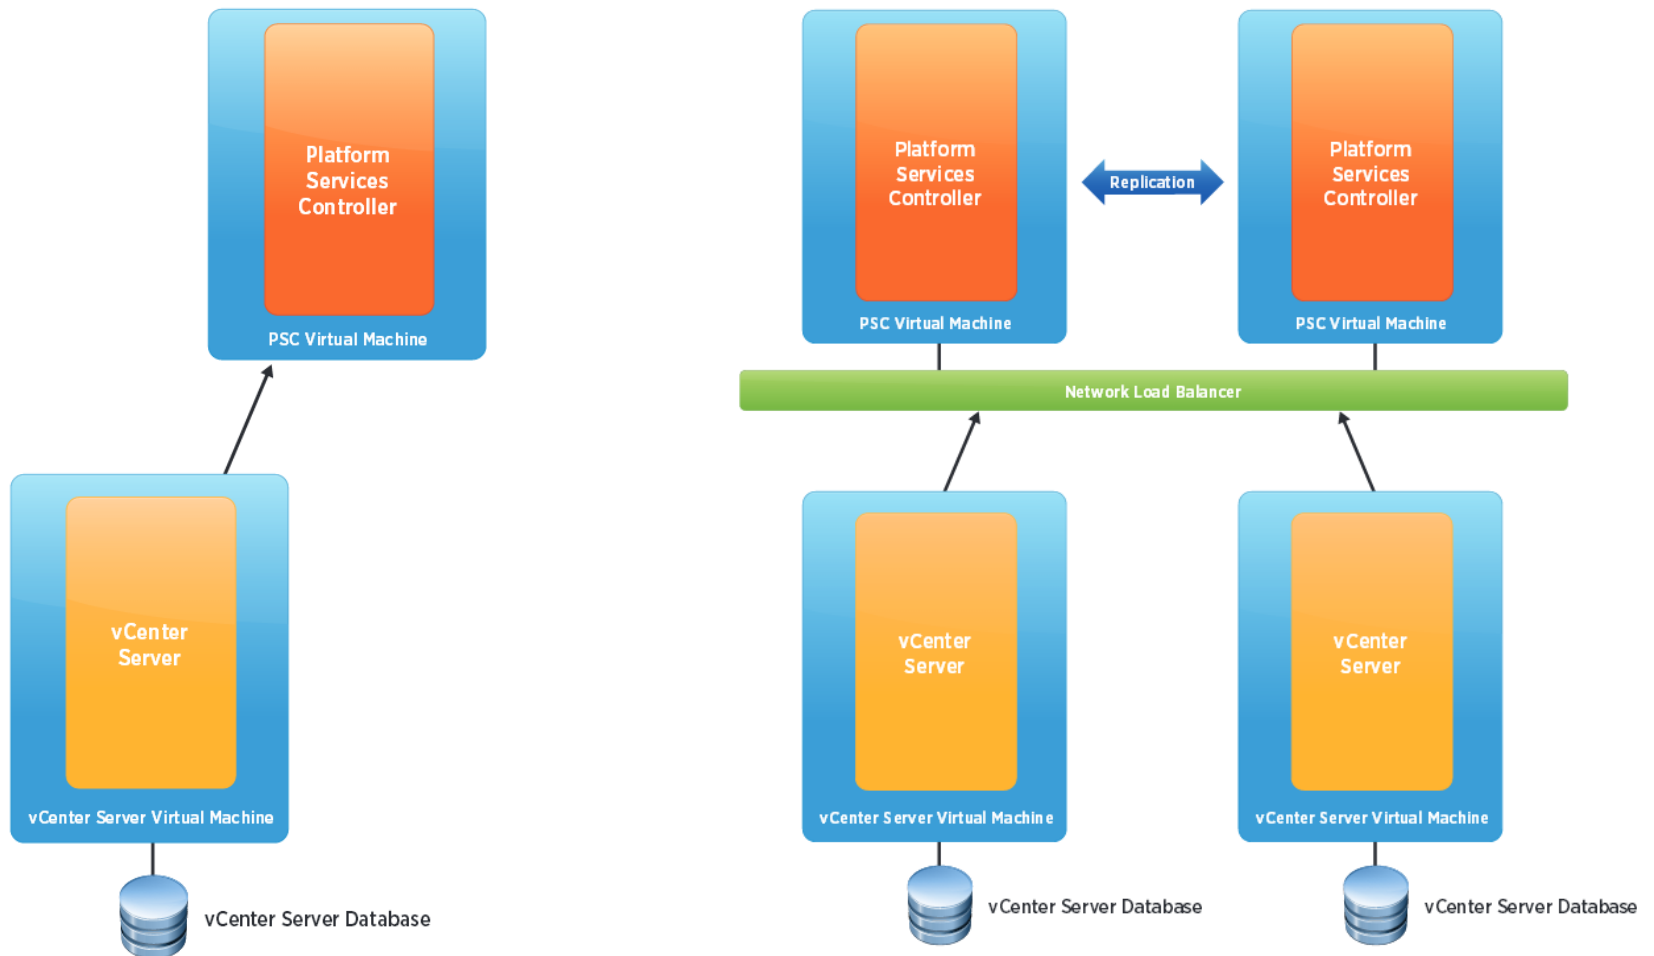 Platform
Services
Controller
PSC Virtual Machine
vCenter
Server
vCenter Server Virtual Machine
vCenter Server Database
Platform
Services
Controller
PSC Virtual Machine
Replication
Platform
Services
Controller
PSC Virtual Machine
Network Load Balancer
vCenter
Server
vCenter Server Virtual Machine
vCenter Server Database
vCenter
Server
vCenter Server Virtual Machine
vCenter Server Database